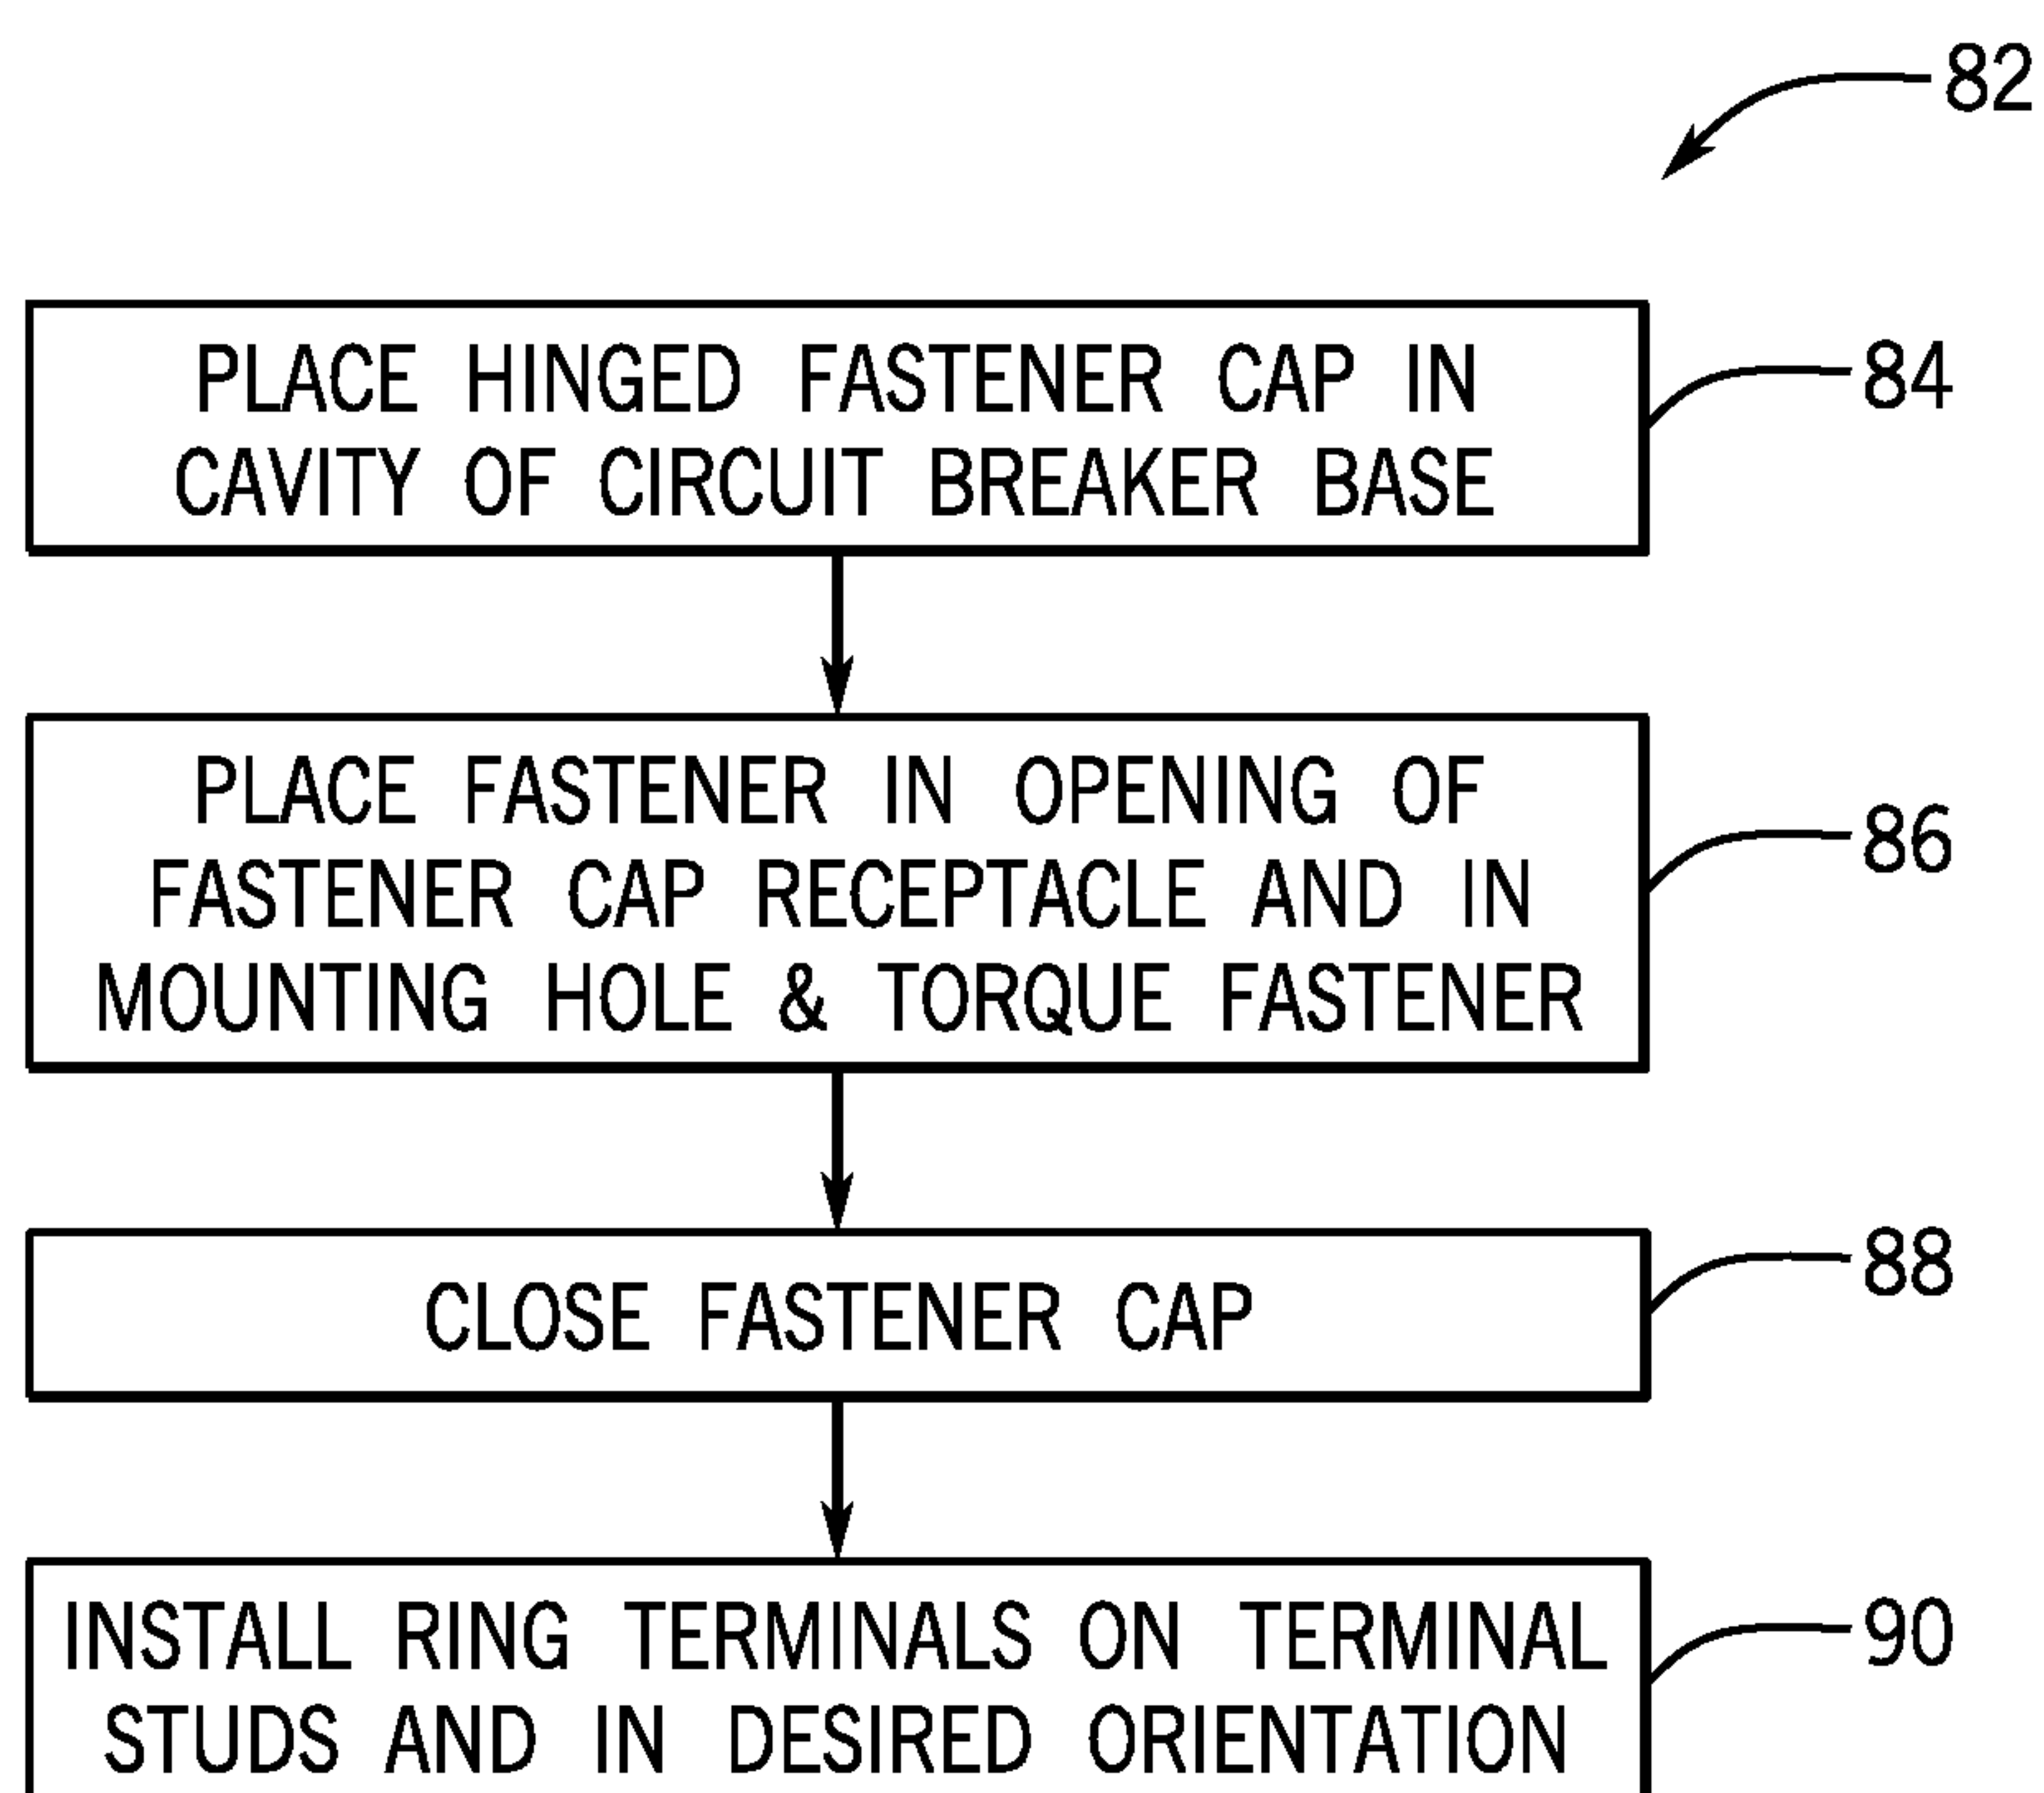 82
PLACE HINGED FASTENER CAP IN
CAVITY OF CIRCUIT BREAKER BASE
84
PLACE FASTENER IN OPENING OF
FASTENER CAP RECEPTACLE AND IN
MOUNTING HOLE & TORQUE FASTENER
86
CLOSE FASTENER CAP
88
INSTALL RING TERMINALS ON TERMINAL
STUDS AND IN DESIRED ORIENTATION
90